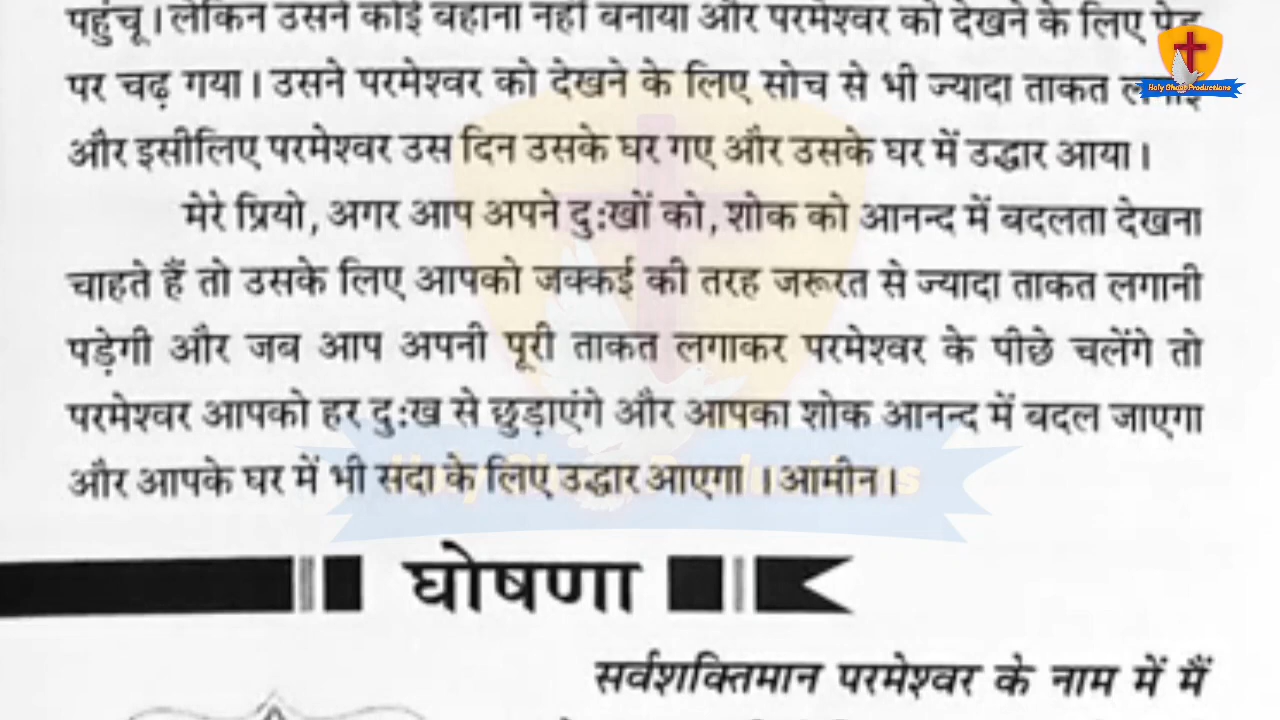 पहुंचू। लेकिन उसने कोई बहाना नहीं बनाया और परमेश्वर को देखने के लिए पेड़
पर चढ़ गया। उसने परमेश्वर को देखने के लिए सोच से भी ज्यादा ताकत लगाई
और इसीलिए परमेश्वर उस दिन उसके घर गए और उसके घर में उद्धार आया।
मेरे प्रियो, अगर आप अपने दुःखों को, शोक को आनन्द में बदलता देखना
चाहते हैं तो उसके लिए आपको जक्कई की तरह जरूरत से ज्यादा ताकत लगानी
पड़ेगी और जब आप अपनी पूरी ताकत लगाकर परमेश्वर के पीछे चलेंगे तो
परमेश्वर आपको हर दुःख से छुड़ाएंगे और आपका शोक आनन्द में बदल जाएगा
और आपके घर में भी सदा के लिए उद्धार आएगा । आमीन।
घोषणा
सर्वशक्तिमान परमेश्वर के नाम में मैं
Holy Ghost Productions
Holy Ghost Productions